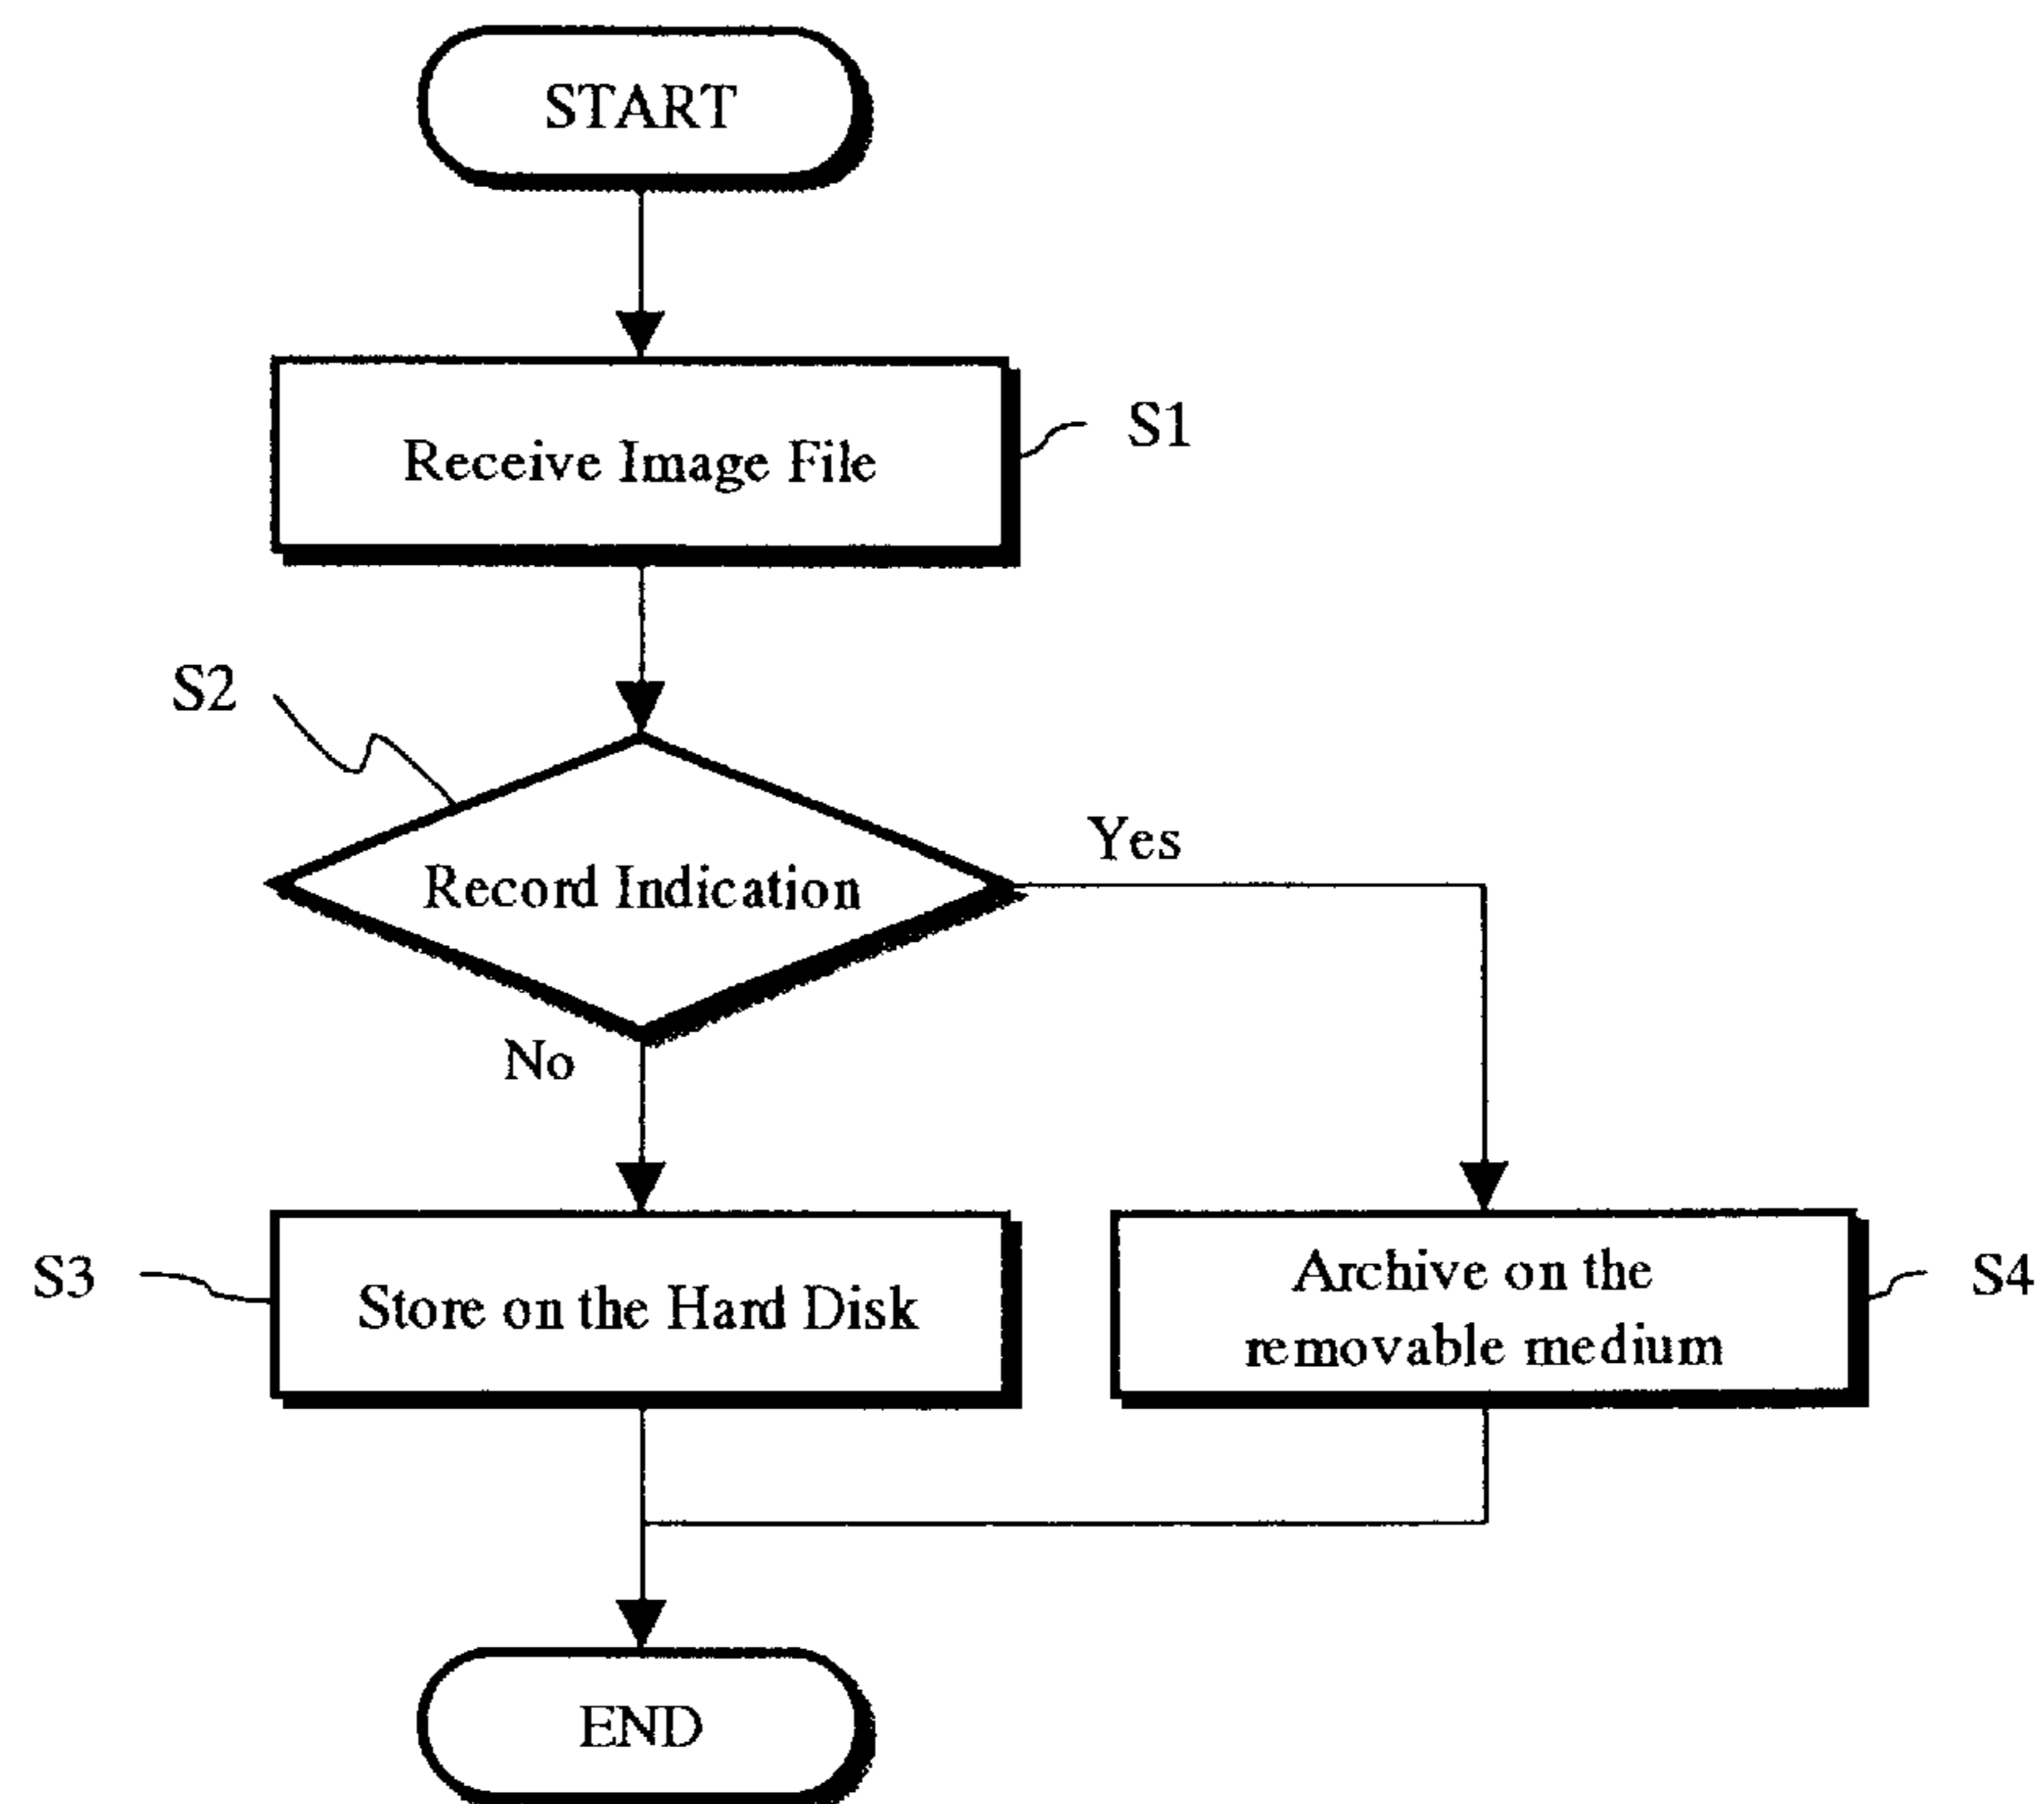 START
Receive Image File
S1
S2
Record Indication
Yes
No
S3
Store on the Hard Disk
Archive on the
removable medium
S4
END